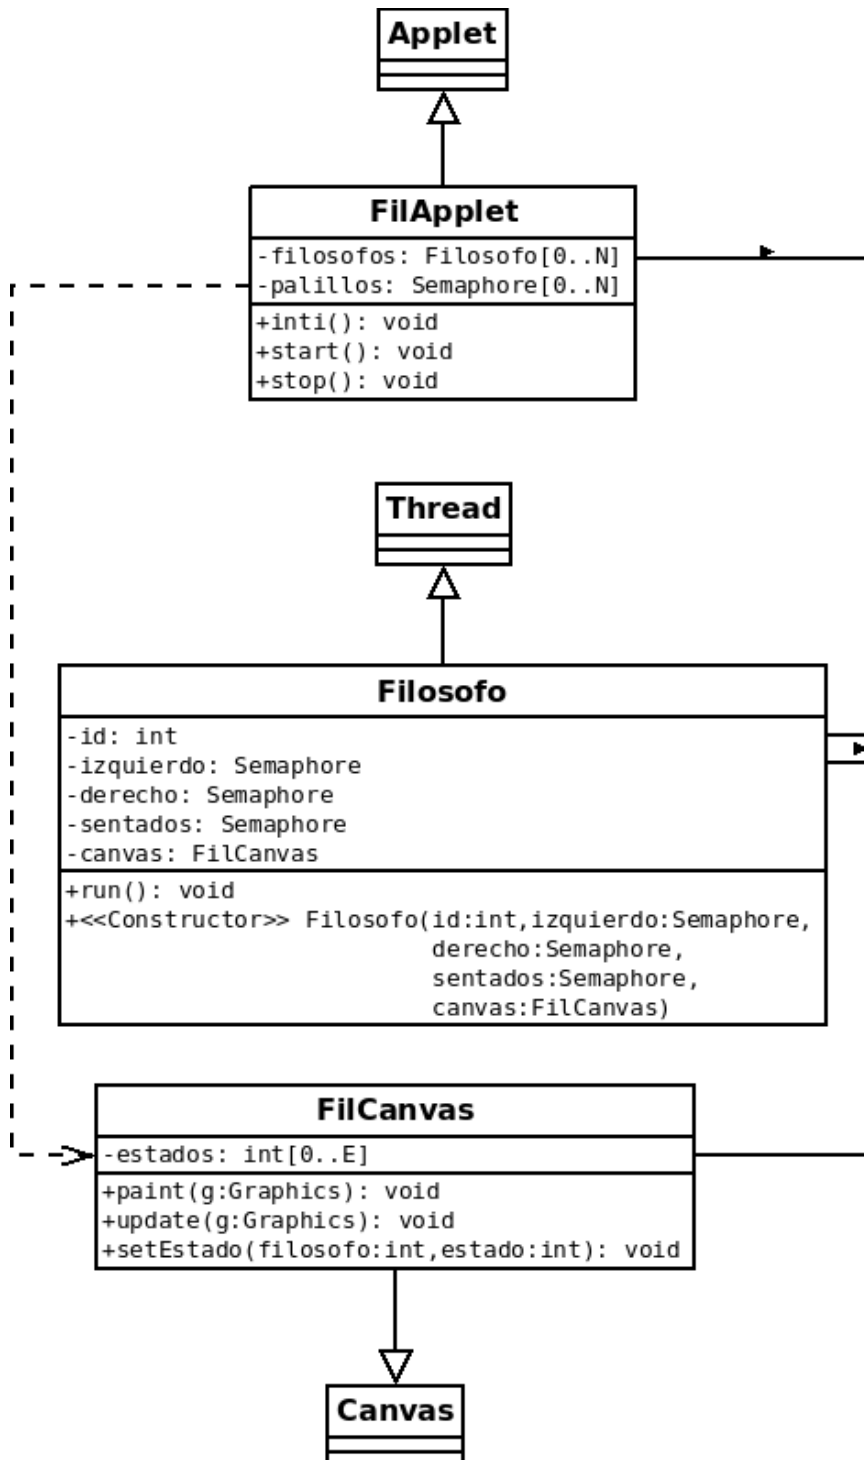 Applet
FilApplet
-filosofos: Filosofo[0..N]
-palillos: Semaphore[0..N]
+inti(): void
+start(): void
+stop(): void
Thread
Filosofo
-id: int
-izquierdo: Semaphore
-derecho: Semaphore
-sentados: Semaphore
-canvas: FilCanvas
+run(): void
+<<Constructor>> Filosofo(id:int,izquierdo:Semaphore,
derecho:Semaphore,
sentados:Semaphore,
canvas:FilCanvas)
FilCanvas
-estados: int[0..E]
+paint(g:Graphics): void
+update(g:Graphics): void
+setEstado(filosofo:int,estado:int): void
Canvas